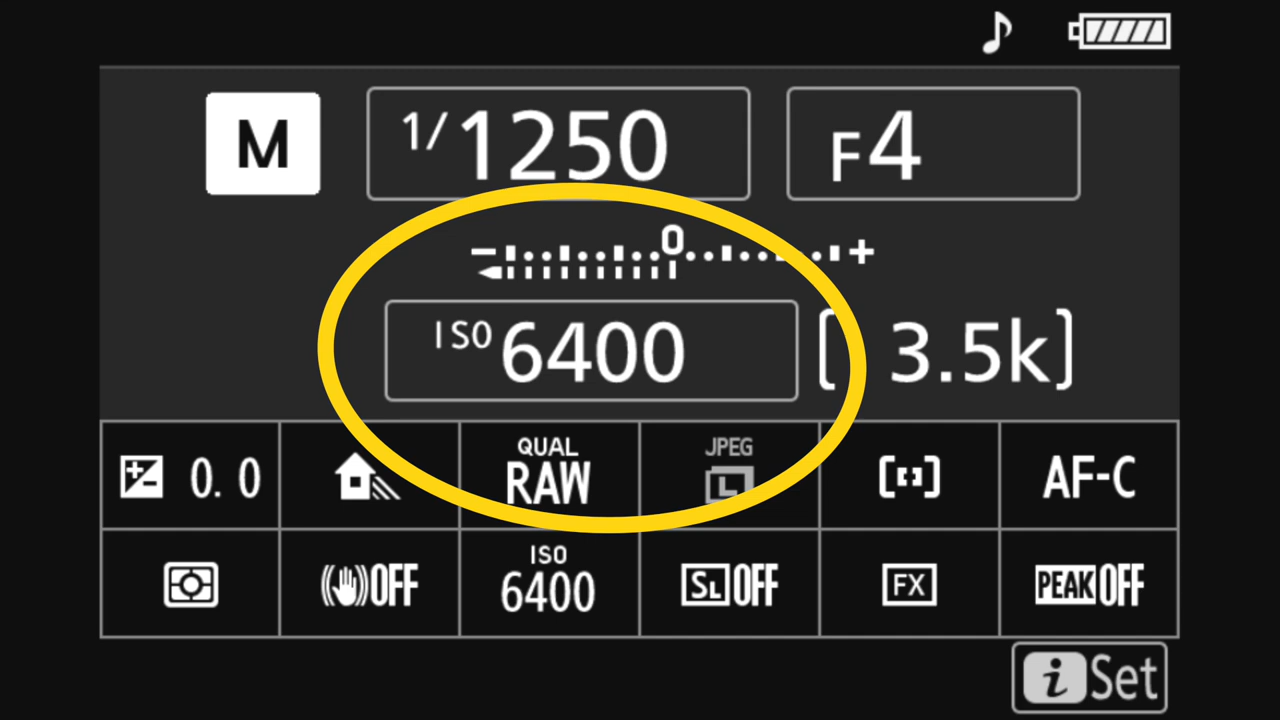 M 1/1250 F4
- 0 +
ISO 6400 [ 3.5k]
0.0 QUAL RAW JPEG L AF-C
OFF ISO 6400 SL OFF FX PEAK OFF
i Set